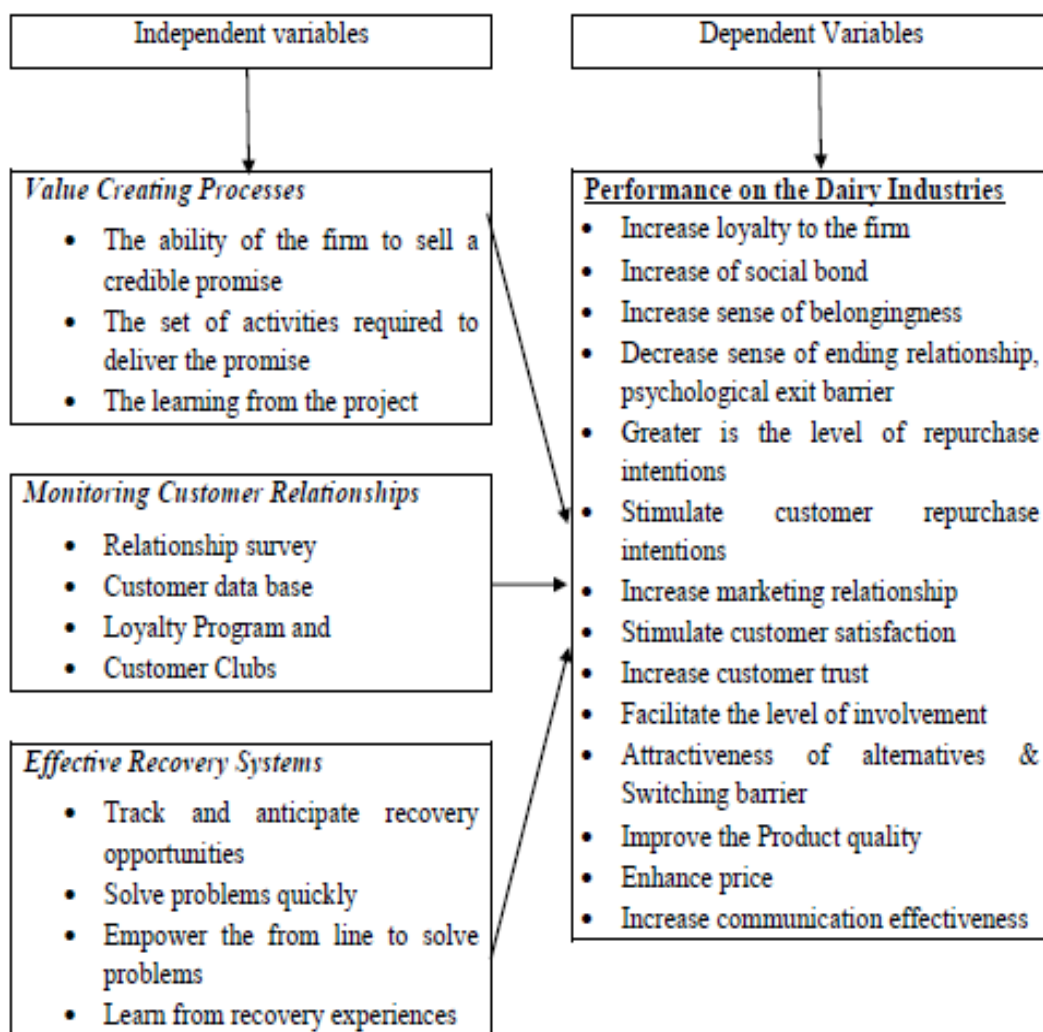 Independent variables
Dependent Variables
Value Creating Processes
• The ability of the firm to sell a
credible promise
• The set of activities required to
deliver the promise
• The learning from the project
Monitoring Customer Relationships
• Relationship survey
• Customer data base
• Loyalty Program and
• Customer Clubs
Effective Recovery Systems
• Track and anticipate recovery
opportunities
• Solve problems quickly
• Empower the from line to solve
problems
• Learn from recovery experiences
Performance on the Dairy Industries
• Increase loyalty to the firm
• Increase of social bond
• Increase sense of belongingness
• Decrease sense of ending relationship,
psychological exit barrier
• Greater is the level of repurchase
intentions
• Stimulate customer repurchase
intentions
• Increase marketing relationship
• Stimulate customer satisfaction
• Increase customer trust
• Facilitate the level of involvement
• Attractiveness of alternatives &
Switching barrier
• Improve the Product quality
• Enhance price
• Increase communication effectiveness